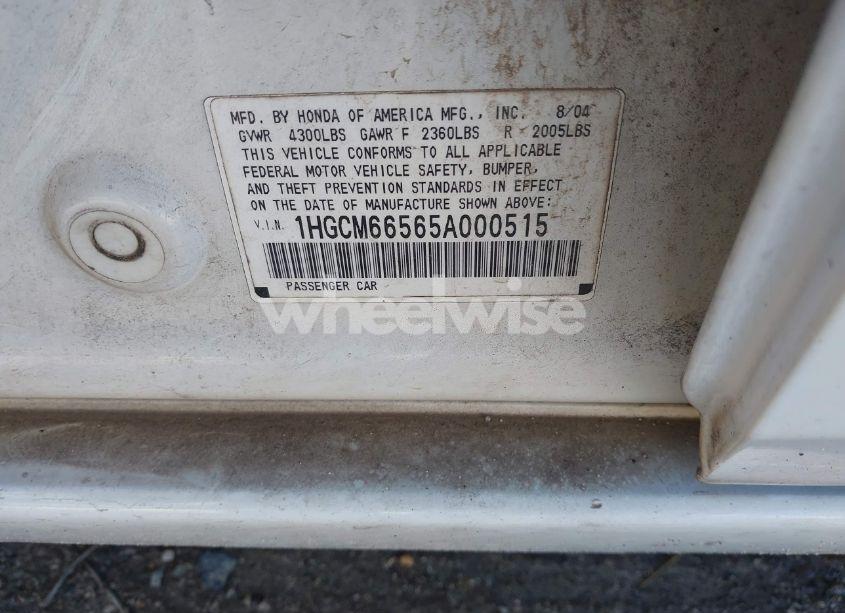 MFD. BY HONDA OF AMERICA MFG., INC. 8/04
GVWR 4300LBS GAWR F 2360LBS R 2005LBS
THIS VEHICLE CONFORMS TO ALL APPLICABLE
FEDERAL MOTOR VEHICLE SAFETY, BUMPER,
AND THEFT PREVENTION STANDARDS IN EFFECT
ON THE DATE OF MANUFACTURE SHOWN ABOVE:
V.I.N. 1HGCM66565A000515
PASSENGER CAR
wheelwise